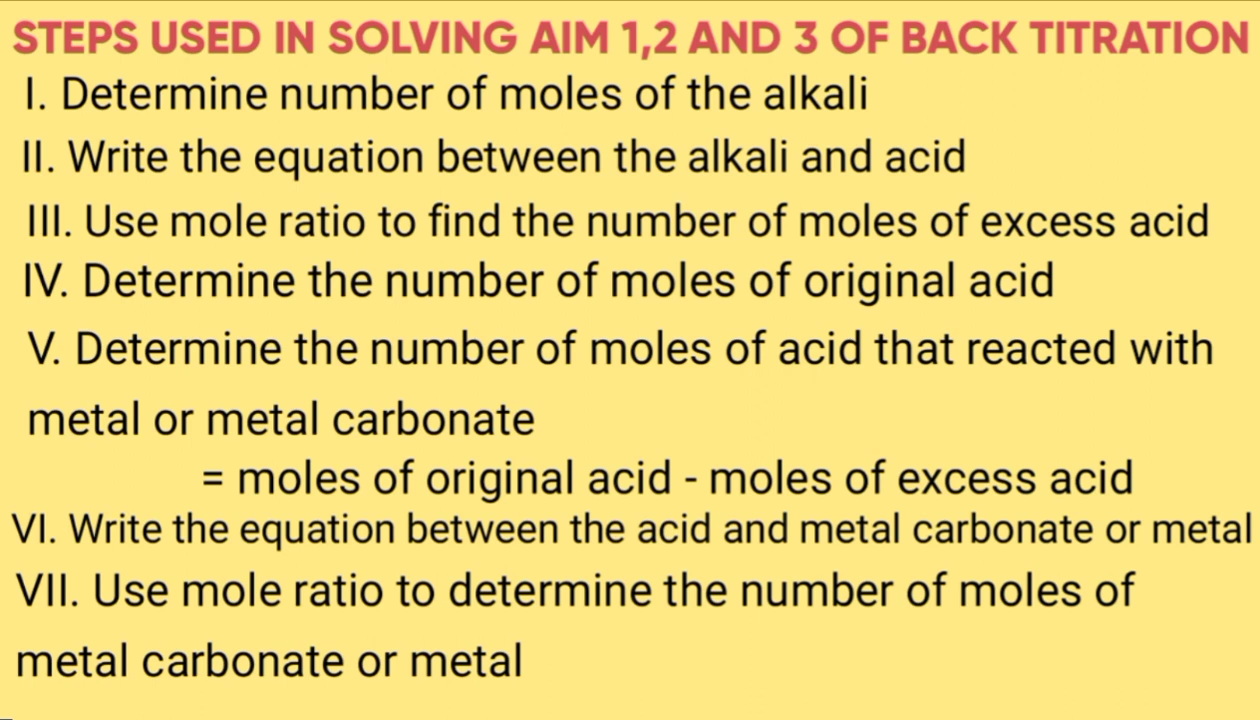 STEPS USED IN SOLVING AIM 1,2 AND 3 OF BACK TITRATION
I. Determine number of moles of the alkali
II. Write the equation between the alkali and acid
III. Use mole ratio to find the number of moles of excess acid
IV. Determine the number of moles of original acid
V. Determine the number of moles of acid that reacted with
metal or metal carbonate
= moles of original acid - moles of excess acid
VI. Write the equation between the acid and metal carbonate or metal
VII. Use mole ratio to determine the number of moles of
metal carbonate or metal